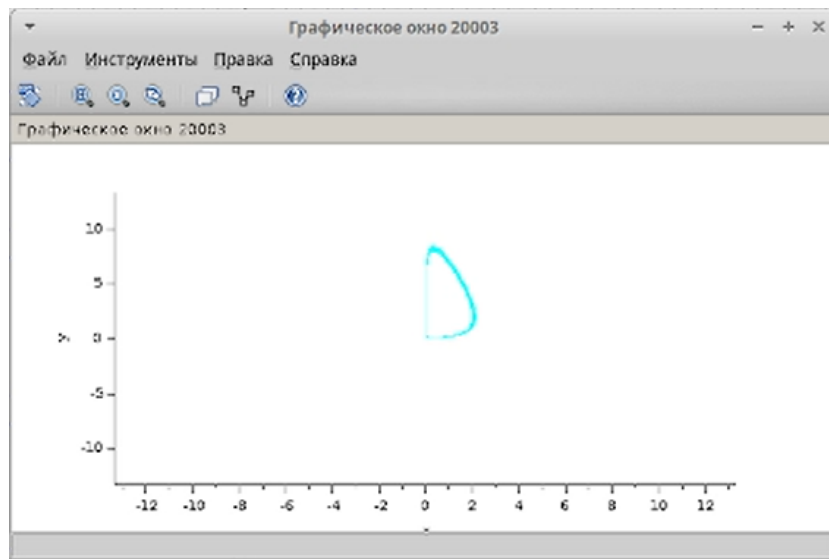 Графическое окно 20003
Файл Инструменты Правка Справка
Графическое окно 20003
10
5
y 0
-5
-10
-12 -10 -8 -6 -4 -2 0 2 4 6 8 10 12